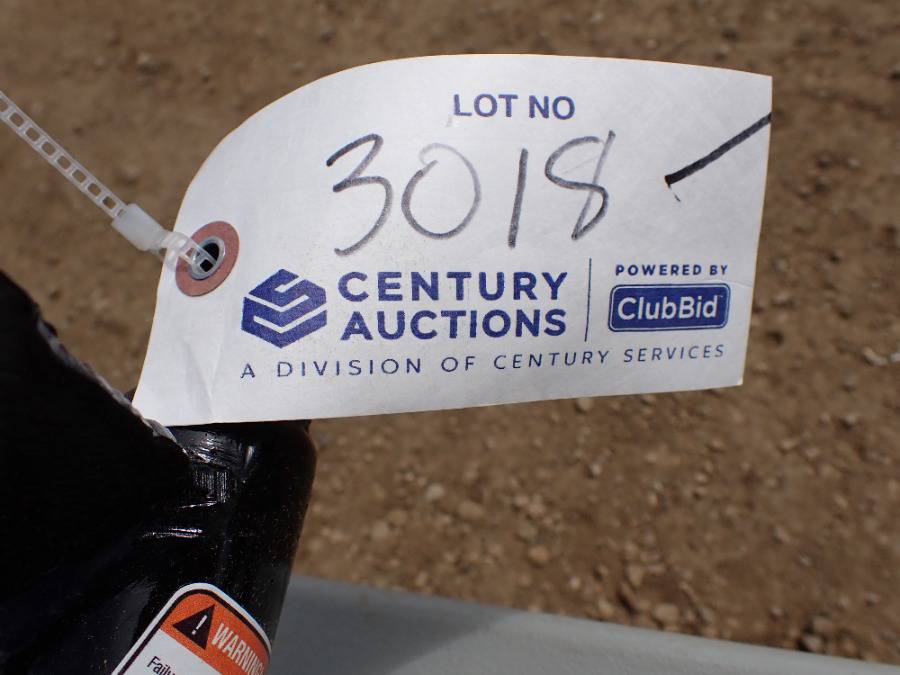 LOT NO
3018
CENTURY
AUCTIONS
POWERED BY
ClubBid
A DIVISION OF CENTURY SERVICES
WARNING